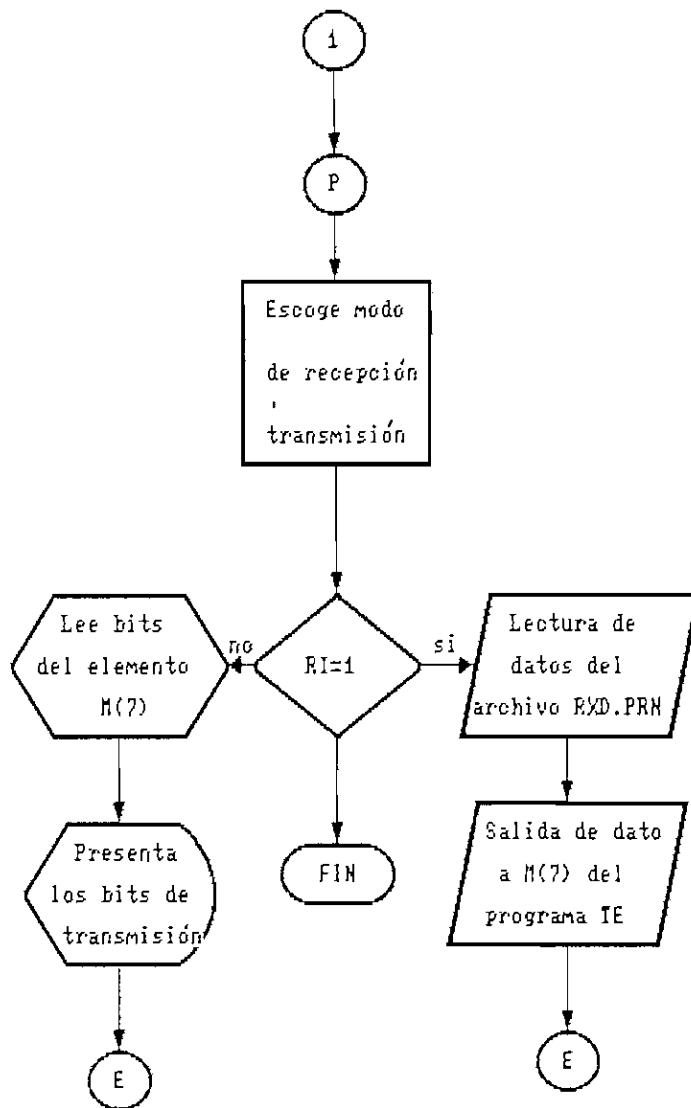 1
P
Escoge modo
de recepción
transmisión
Lee bits
del elemento
M(7)
no
RI=1
si
Lectura de
datos del
archivo RXD.PRN
Presenta
los bits de
transmisión
FIN
Salida de dato
a M(7) del
programa TE
E
E